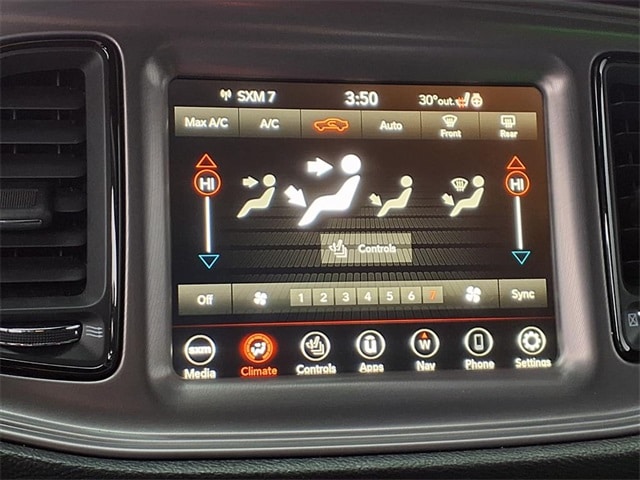 SXM 7 3:50 30°out.
Max A/C A/C Auto Front Rear
HI HI
Controls
Off 1 2 3 4 5 6 7 Sync
sxm W
Media Climate Controls Apps Nav Phone Settings